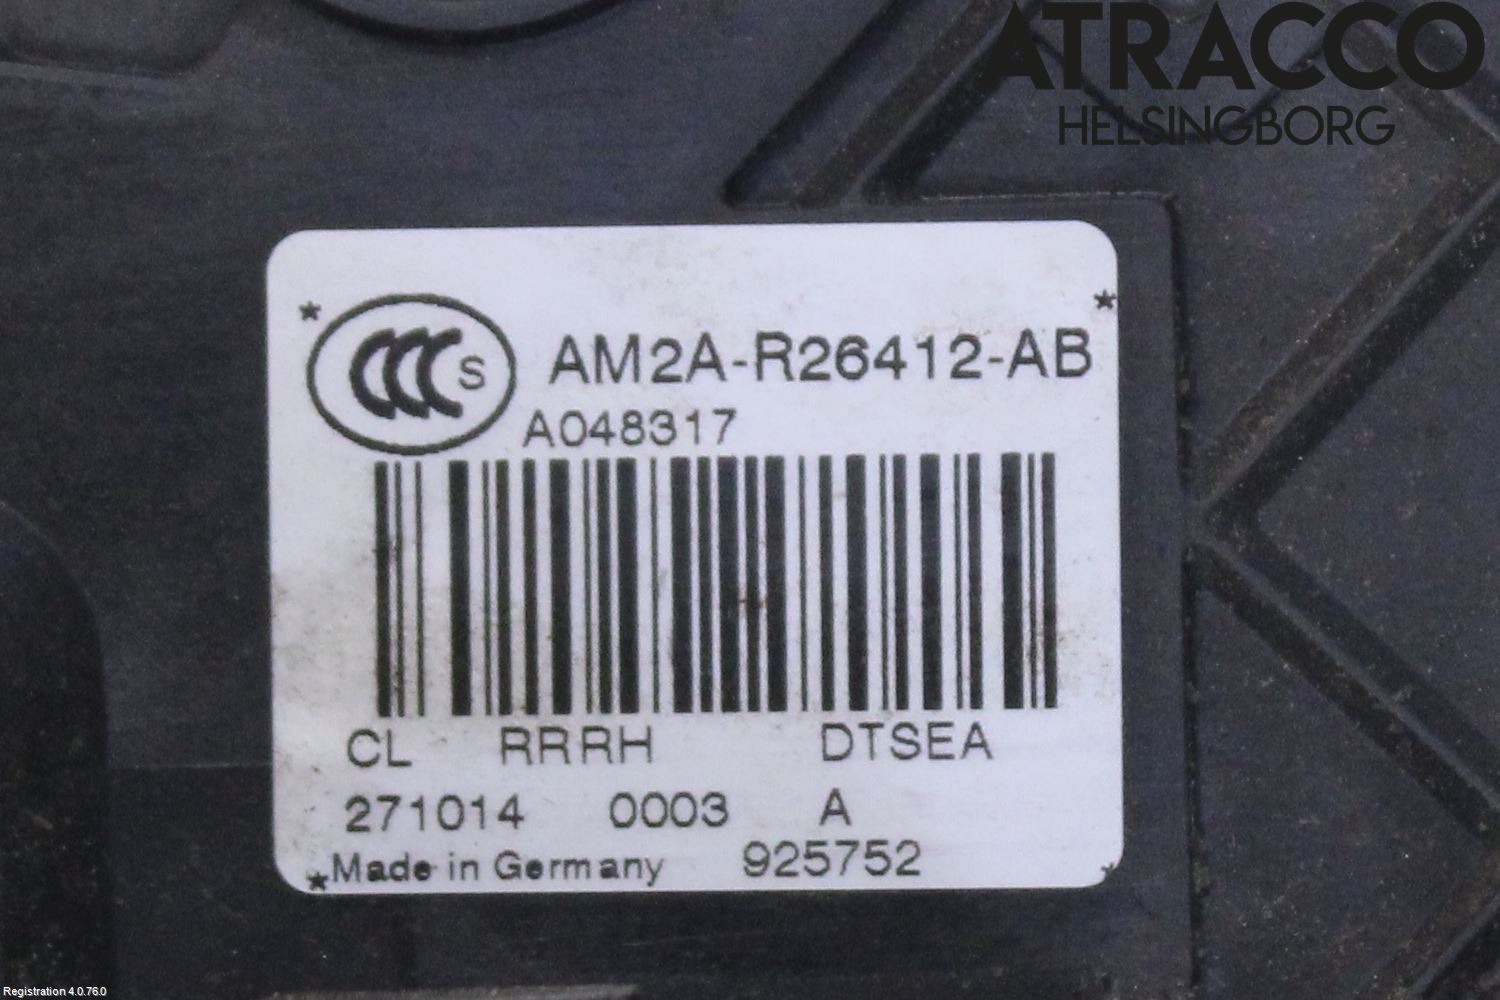 ATRACCO
HELSINGBORG
CCC S
AM2A-R26412-AB
A048317
CL RRRH DTSEA
271014 0003 A
Made in Germany 925752
Registration 4.0.76.0